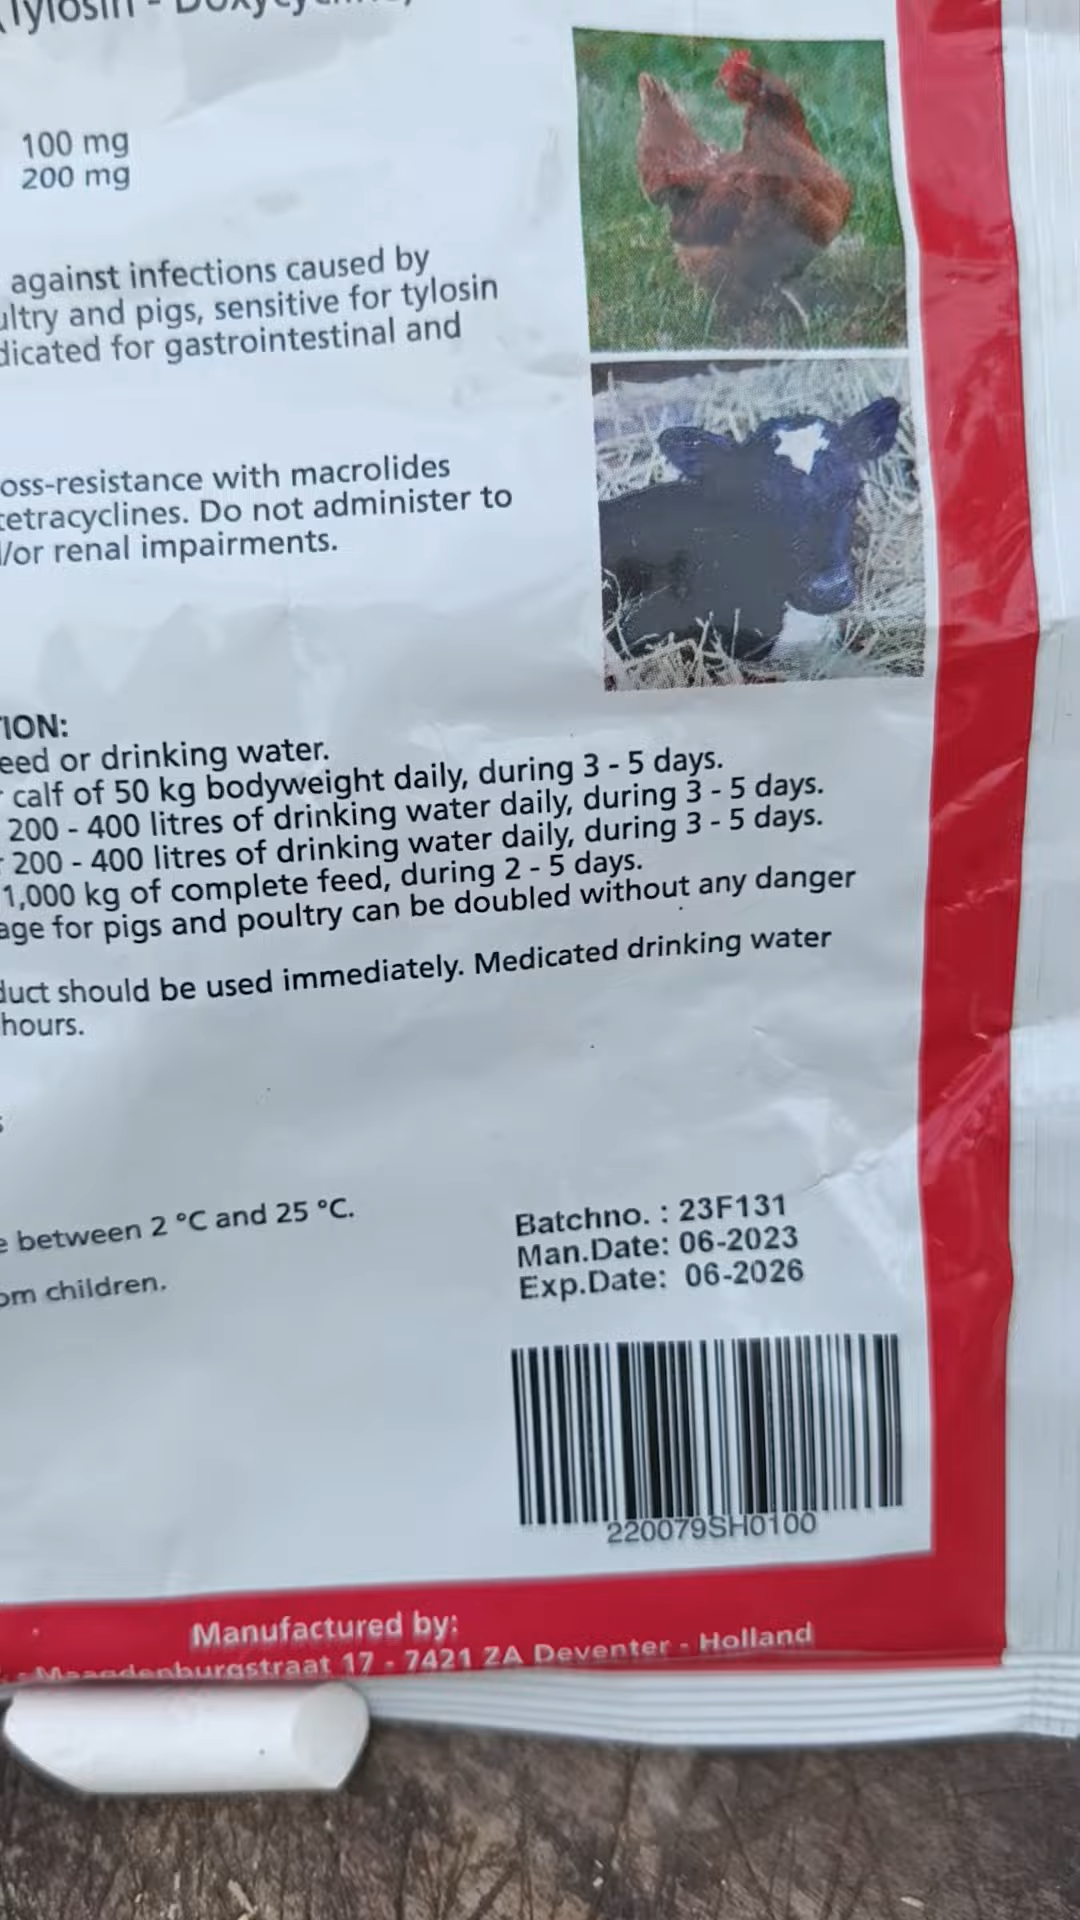 (Tylosin - Doxycycline)
100 mg
200 mg
against infections caused by
ultry and pigs, sensitive for tylosin
dicated for gastrointestinal and
oss-resistance with macrolides
tetracyclines. Do not administer to
/or renal impairments.
TION:
eed or drinking water.
calf of 50 kg bodyweight daily, during 3 - 5 days.
200 - 400 litres of drinking water daily, during 3 - 5 days.
200 - 400 litres of drinking water daily, during 3 - 5 days.
1,000 kg of complete feed, during 2 - 5 days.
age for pigs and poultry can be doubled without any danger
duct should be used immediately. Medicated drinking water
hours.
e between 2 °C and 25 °C.
om children.
Batchno. : 23F131
Man.Date: 06-2023
Exp.Date: 06-2026
220079SH0100
Manufactured by:
- Maandenburgstraat 17 - 7421 ZA Deventer - Holland